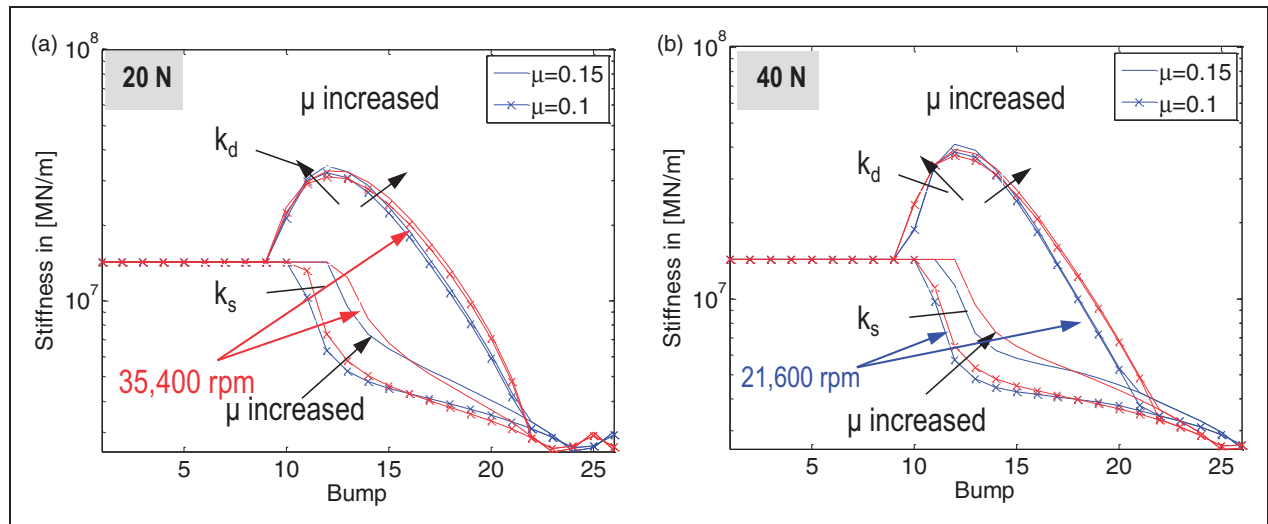 (a)
10^8
20 N
μ=0.15
μ=0.1
μ increased
k_d
Stiffness in [MN/m]
10^7
k_s
35,400 rpm
μ increased
5 10 15 20 25
Bump
(b)
10^8
40 N
μ=0.15
μ=0.1
μ increased
k_d
Stiffness in [MN/m]
10^7
k_s
21,600 rpm
μ increased
5 10 15 20 25
Bump